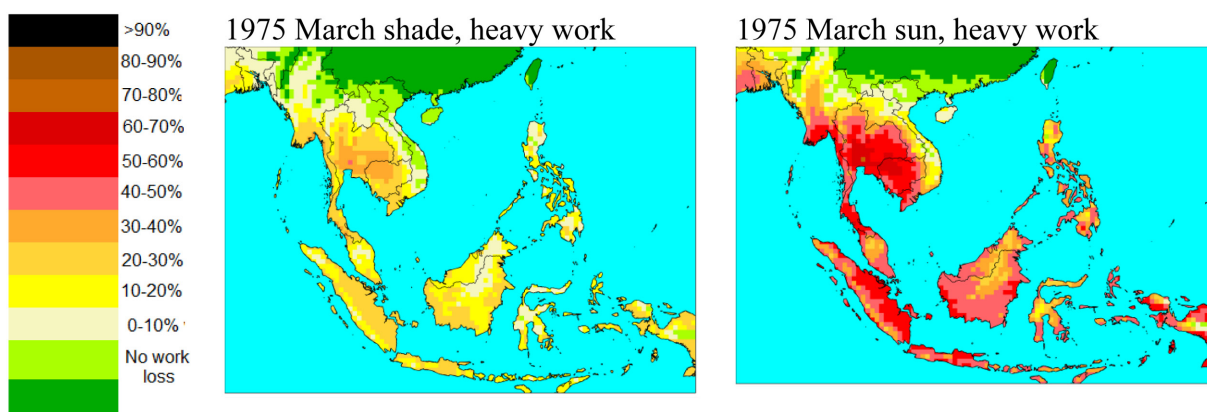 >90%
80-90%
70-80%
60-70%
50-60%
40-50%
30-40%
20-30%
10-20%
0-10%
No work
loss
1975 March shade, heavy work
1975 March sun, heavy work